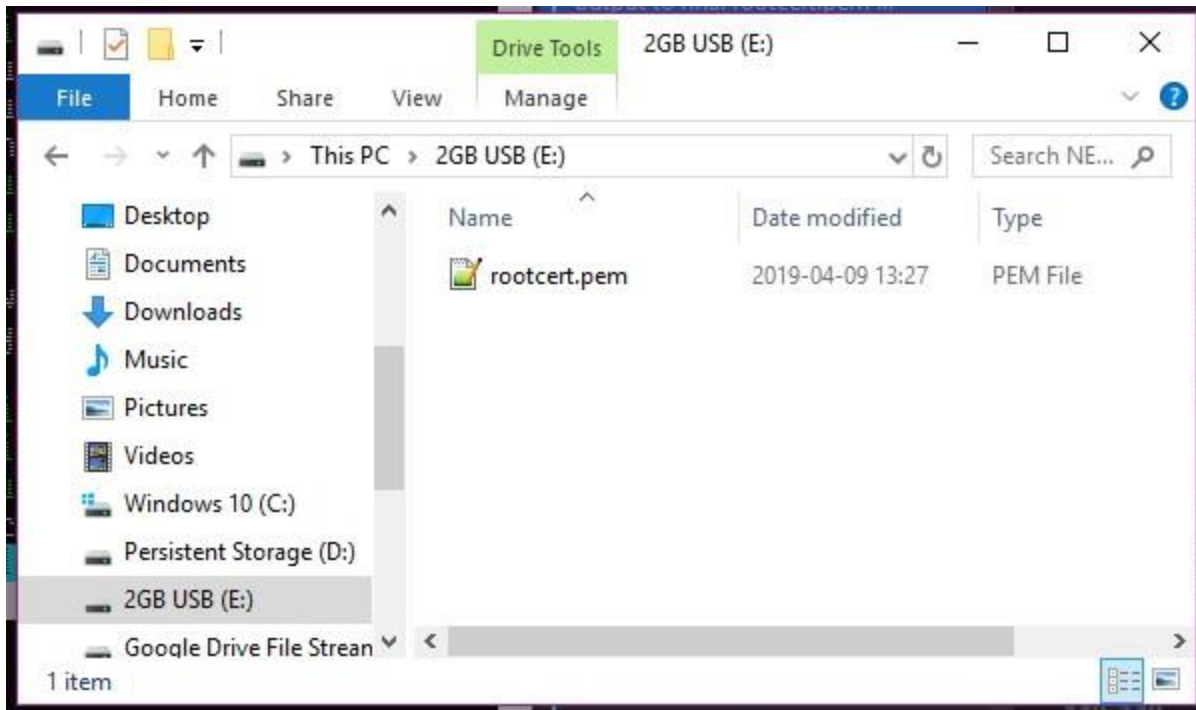 Drive Tools 2GB USB (E:)
File Home Share View Manage
This PC > 2GB USB (E:) Search NE...
Name Date modified Type
rootcert.pem 2019-04-09 13:27 PEM File
Desktop
Documents
Downloads
Music
Pictures
Videos
Windows 10 (C:)
Persistent Storage (D:)
2GB USB (E:)
Google Drive File Strean
1 item